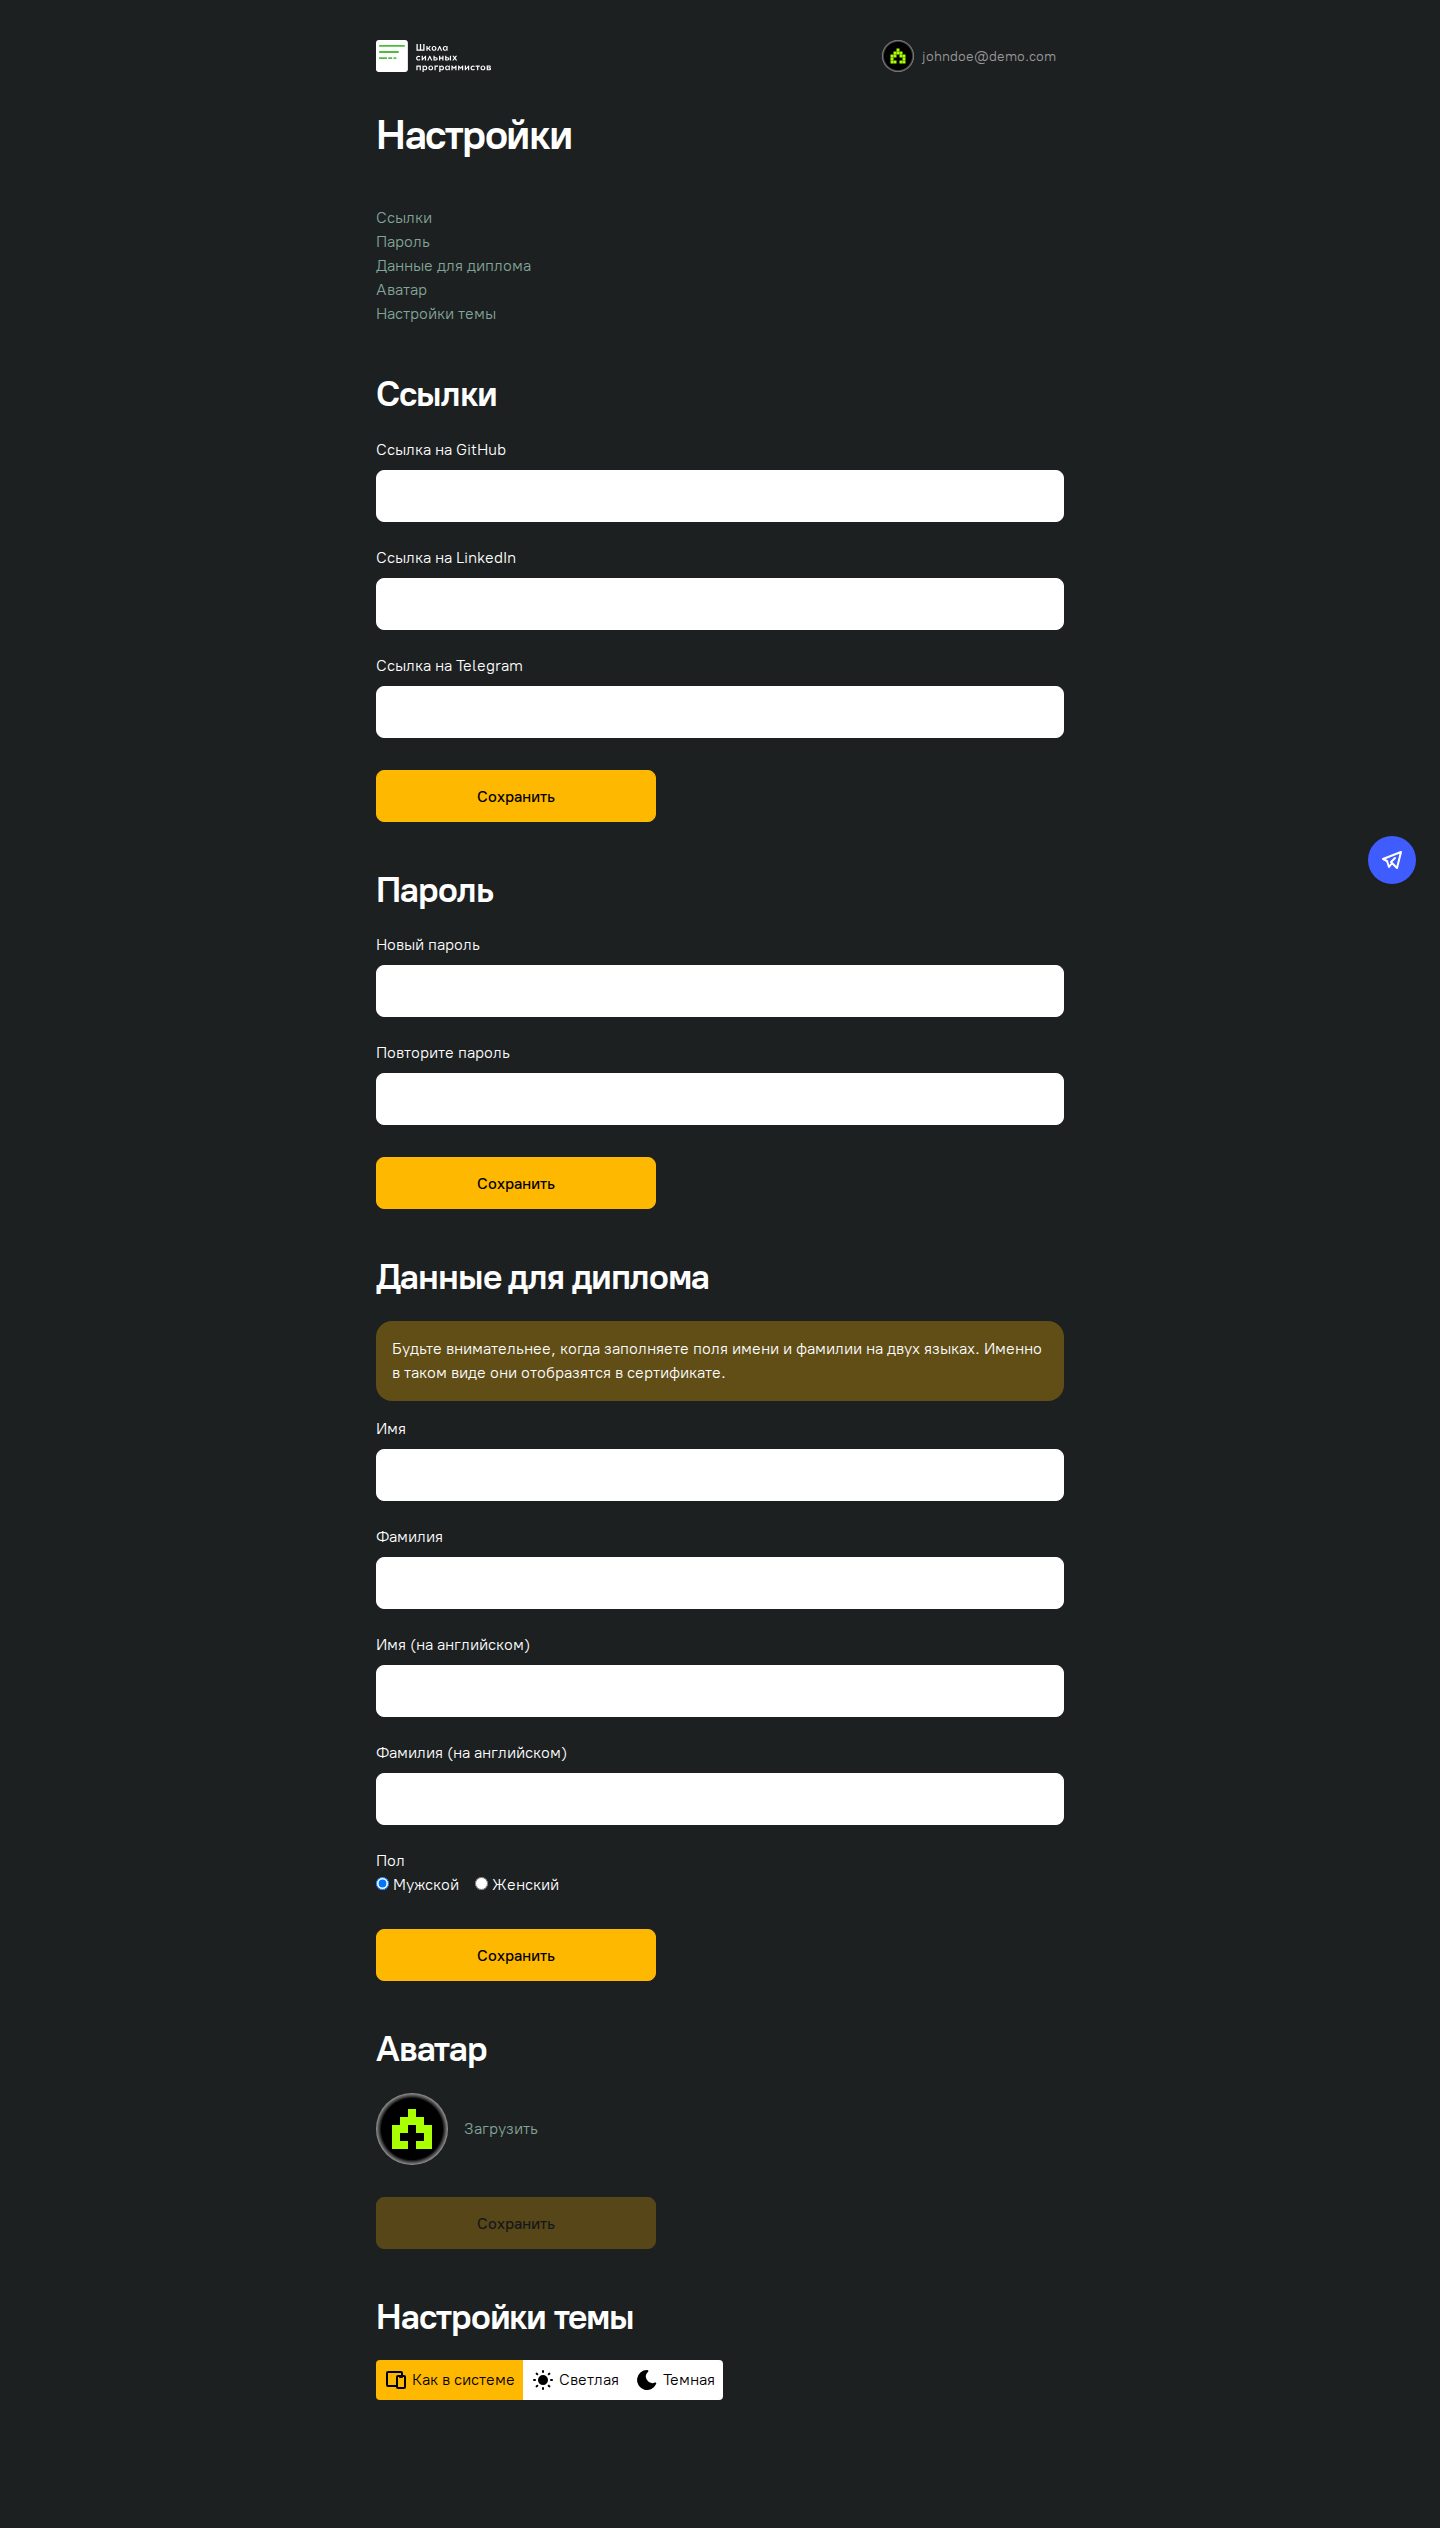 Школа
сильных
программистов
johndoe@demo.com
Настройки
Ссылки
Пароль
Данные для диплома
Аватар
Настройки темы
Ссылки
Ссылка на GitHub
Ссылка на LinkedIn
Ссылка на Telegram
Сохранить
Пароль
Новый пароль
Повторите пароль
Сохранить
Данные для диплома
Будьте внимательнее, когда заполняете поля имени и фамилии на двух языках. Именно
в таком виде они отобразятся в сертификате.
Имя
Фамилия
Имя (на английском)
Фамилия (на английском)
Пол
Мужской Женский
Сохранить
Аватар
Загрузить
Сохранить
Настройки темы
Как в системе Светлая Темная